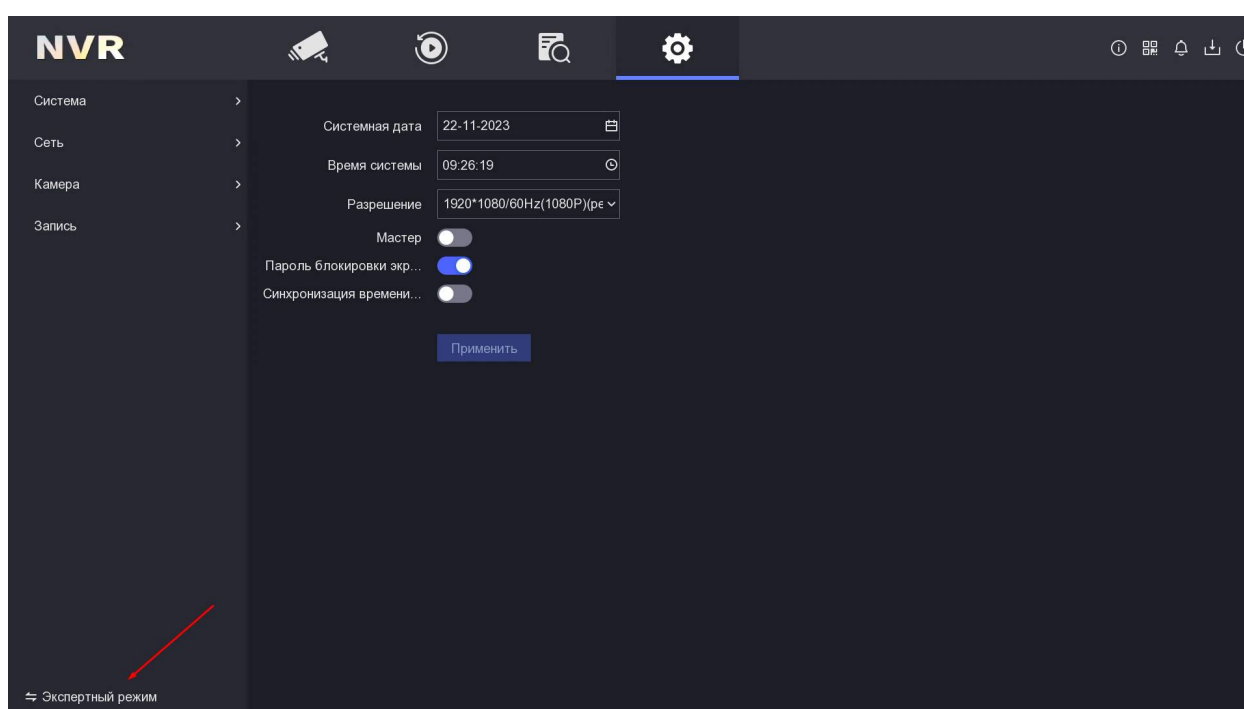 NVR
Система
Сеть
Камера
Запись
Системная дата 22-11-2023
Время системы 09:26:19
Разрешение 1920*1080/60Hz(1080P)(ре
Мастер
Пароль блокировки экр...
Синхронизация времени...
Применить
Экспертный режим